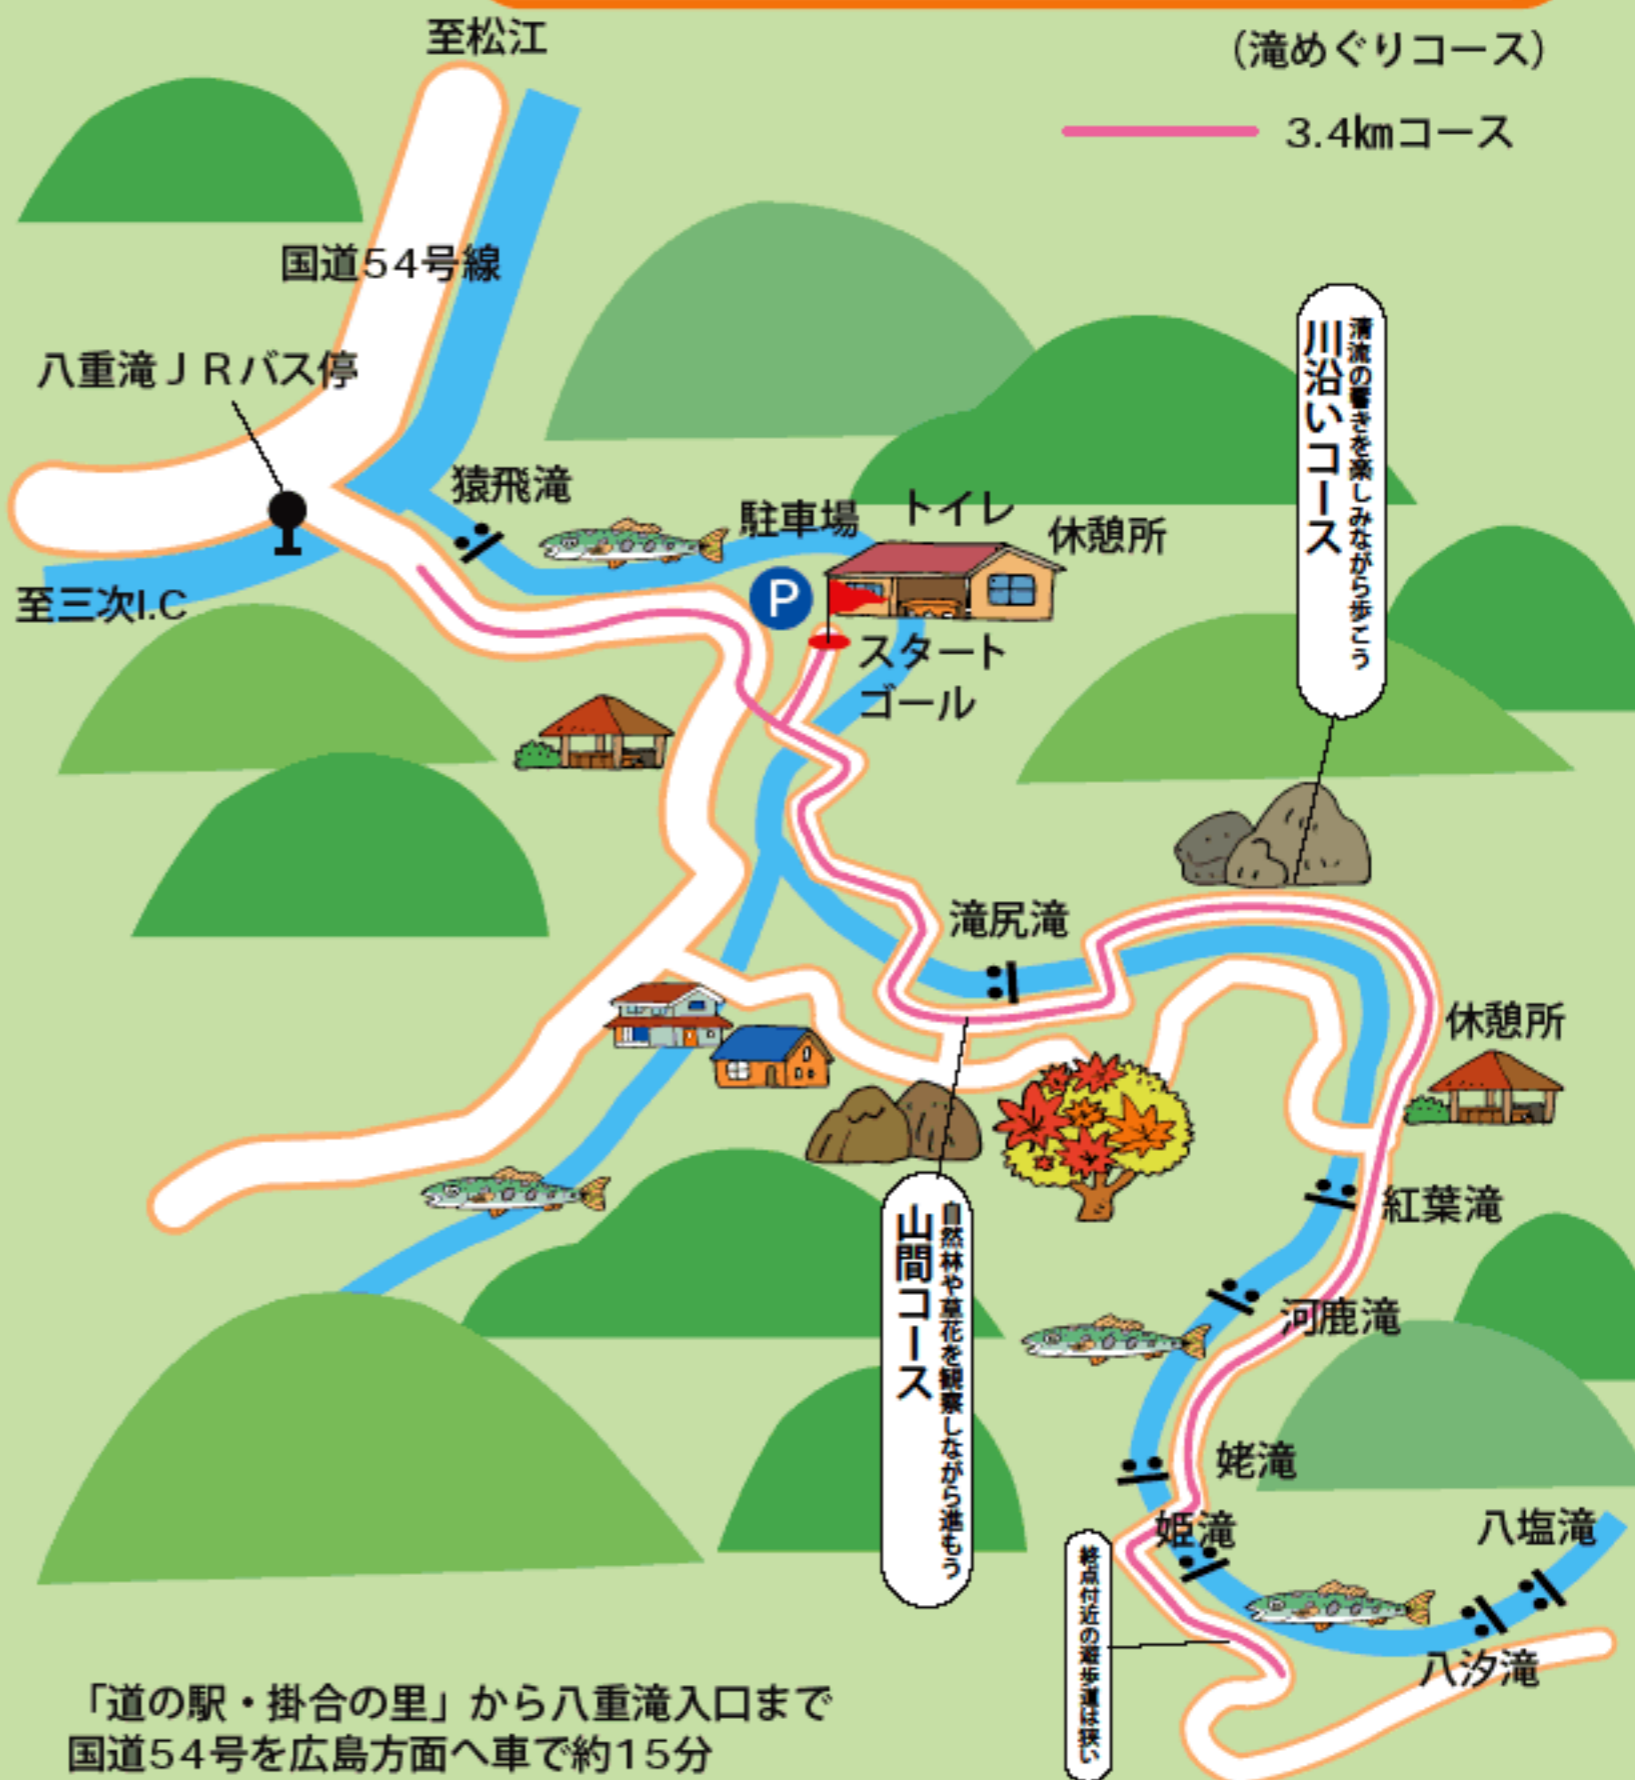 至松江
(滝めぐりコース)
3.4㎞コース
国道54号線
八重滝ＪＲバス停
猿飛滝
駐車場
トイレ
休憩所
至三次I.C
P
スタート
ゴール
川沿いコース
清流の響きを楽しみながら歩こう
滝尻滝
休憩所
紅葉滝
河鹿滝
山間コース
自然林や草花を観察しながら進もう
姥滝
姫滝
八塩滝
八汐滝
終点付近の遊歩道は狭い
「道の駅・掛合の里」から八重滝入口まで
国道54号を広島方面へ車で約15分